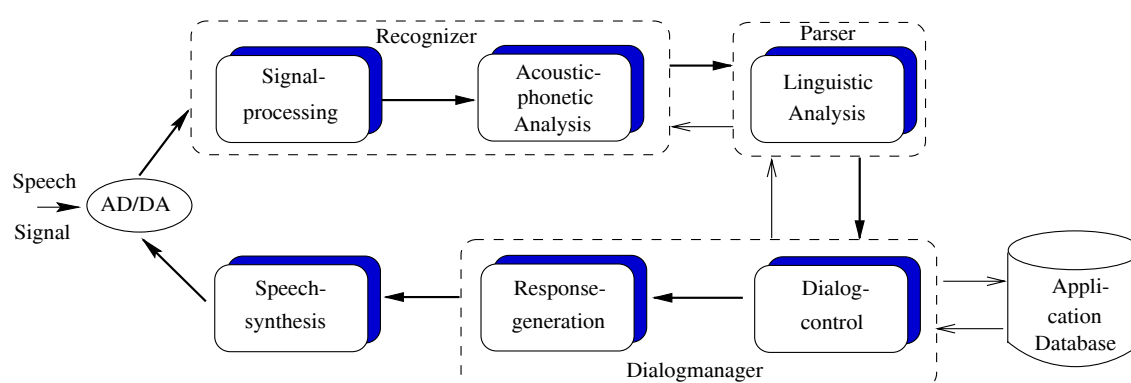 Recognizer
Signal-
processing
Acoustic-
phonetic
Analysis
Parser
Linguistic
Analysis
Speech
Signal
AD/DA
Speech-
synthesis
Response-
generation
Dialog-
control
Dialogmanager
Appli-
cation
Database